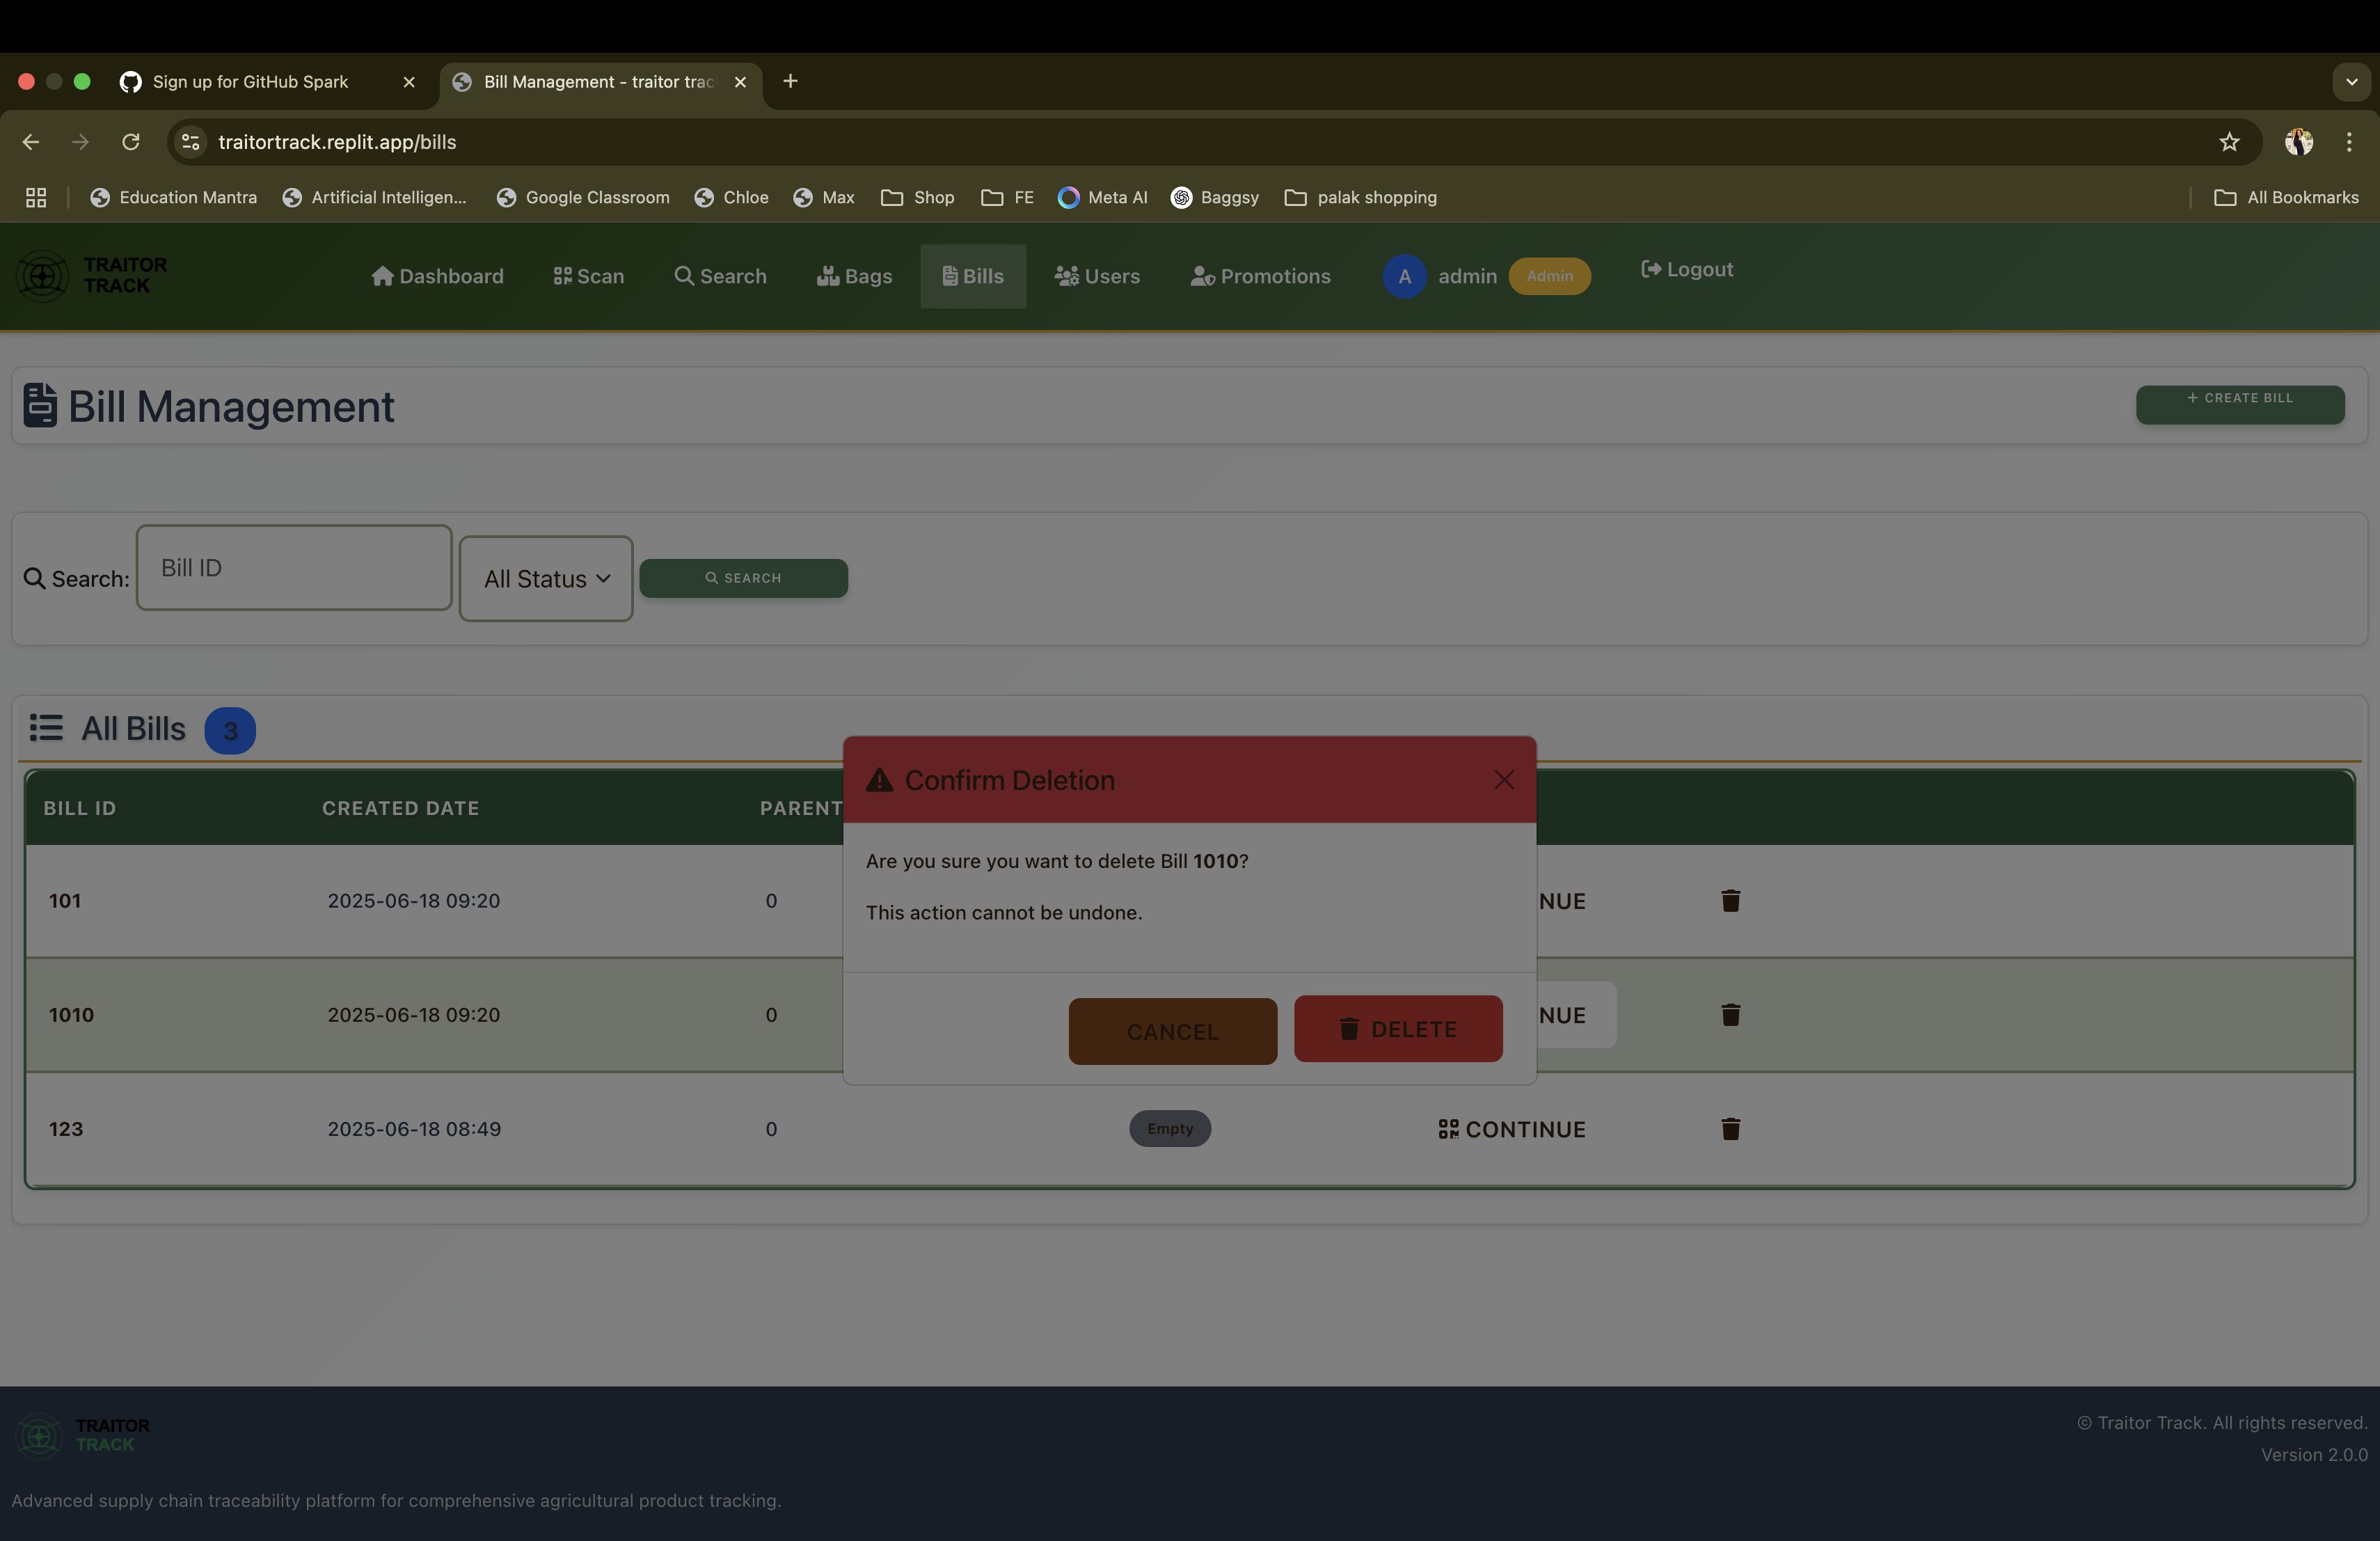 Sign up for GitHub Spark
Bill Management - traitor trac
traitortrack.replit.app/bills
Education Mantra
Artificial Intelligen...
Google Classroom
Chloe
Max
Shop
FE
Meta AI
Baggsy
palak shopping
All Bookmarks
TRAITOR
TRACK
Dashboard
Scan
Search
Bags
Bills
Users
Promotions
A
admin
Admin
Logout
Bill Management
+ CREATE BILL
Search:
Bill ID
All Status
SEARCH
All Bills 3
BILL ID CREATED DATE PARENT
Confirm Deletion
Are you sure you want to delete Bill 1010?
This action cannot be undone.
CANCEL
DELETE
101 2025-06-18 09:20 0 NUE
1010 2025-06-18 09:20 0 NUE
123 2025-06-18 08:49 0 Empty CONTINUE
TRAITOR
TRACK
© Traitor Track. All rights reserved.
Version 2.0.0
Advanced supply chain traceability platform for comprehensive agricultural product tracking.